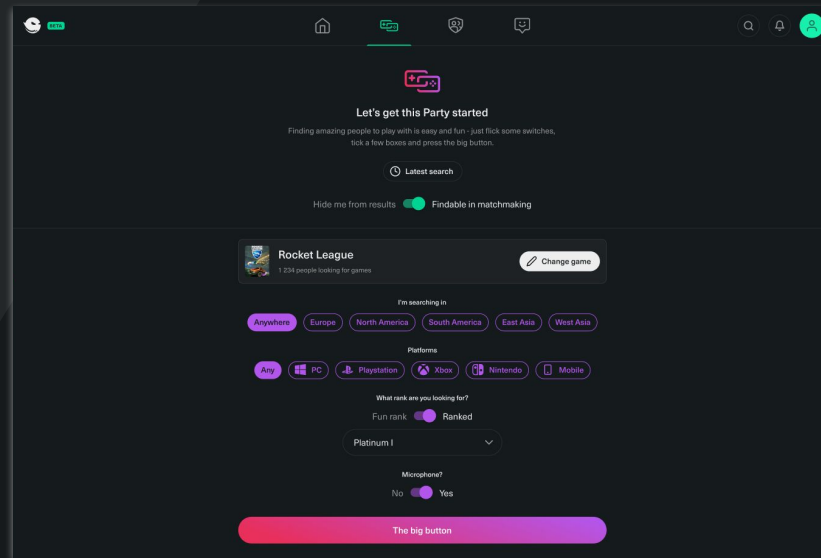 BETA
Let's get this Party started
Finding amazing people to play with is easy and fun - just flick some switches,
tick a few boxes and press the big button.
Latest search
Hide me from results Findable in matchmaking
Rocket League
1 234 people looking for games
Change game
I'm searching in
Anywhere Europe North America South America East Asia West Asia
Platforms
Any PC Playstation Xbox Nintendo Mobile
What rank are you looking for?
Fun rank Ranked
Platinum I
Microphone?
No Yes
The big button